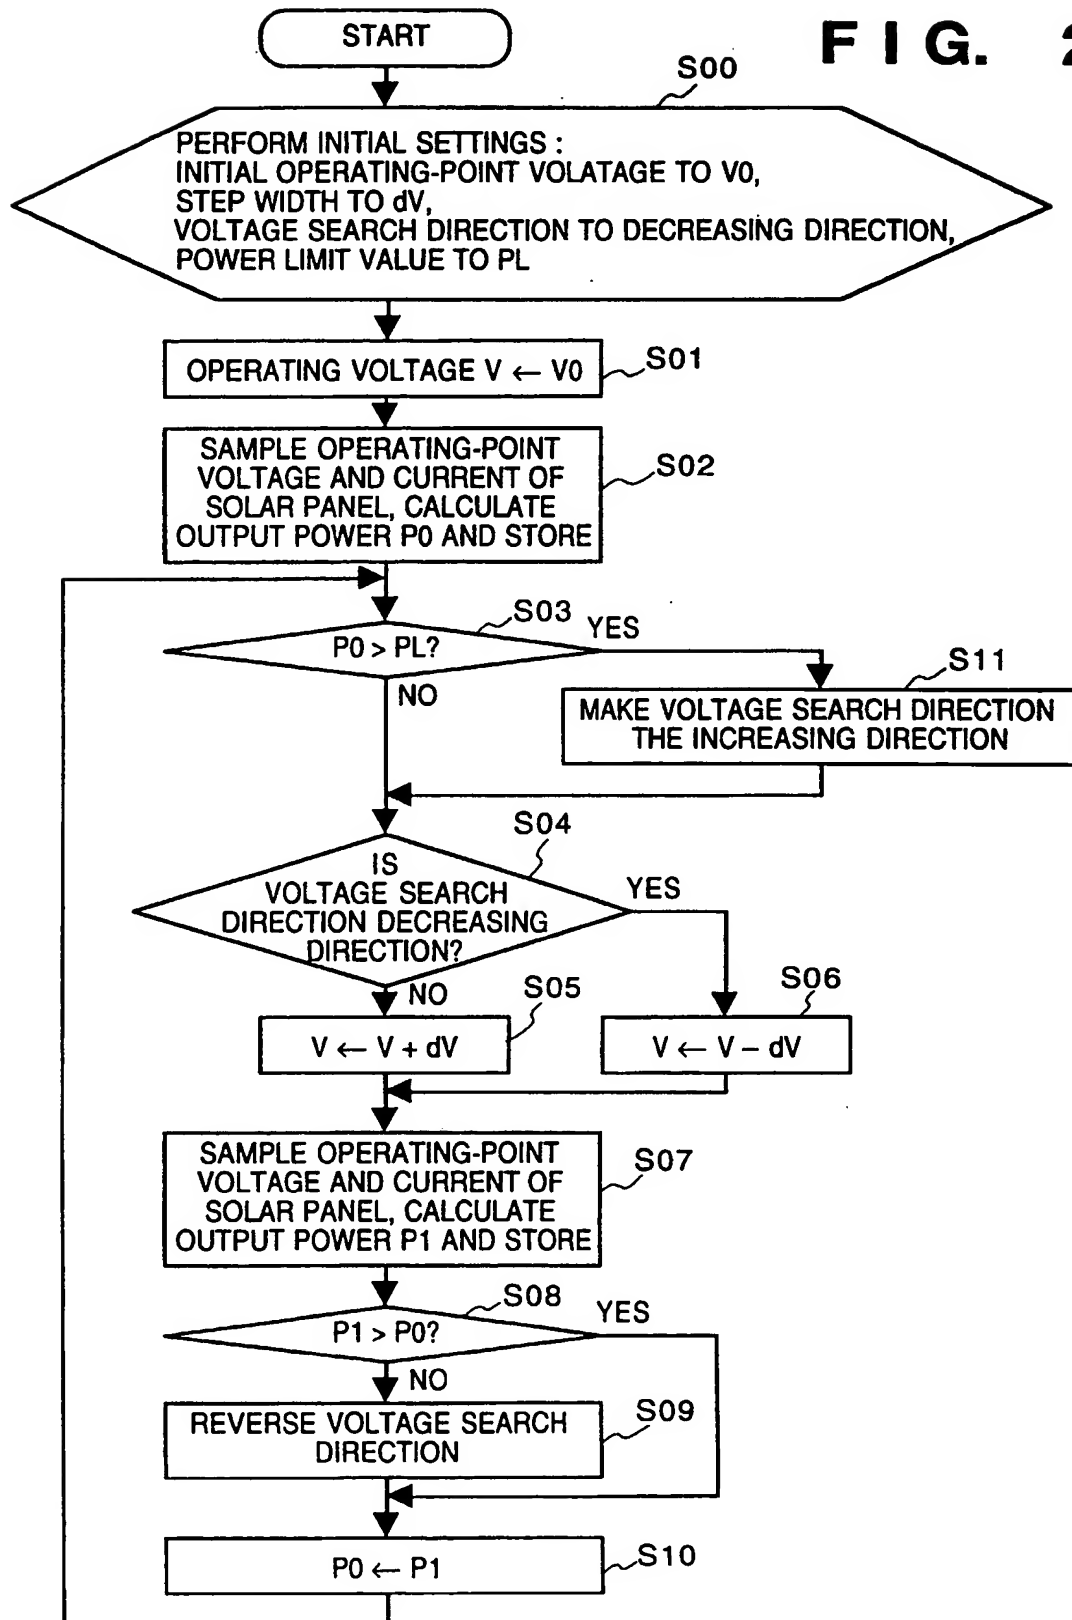 START
FIG. 2
S00
PERFORM INITIAL SETTINGS :
INITIAL OPERATING-POINT VOLATAGE TO V0,
STEP WIDTH TO dV,
VOLTAGE SEARCH DIRECTION TO DECREASING DIRECTION,
POWER LIMIT VALUE TO PL
OPERATING VOLTAGE V ← V0
S01
SAMPLE OPERATING-POINT
VOLTAGE AND CURRENT OF
SOLAR PANEL, CALCULATE
OUTPUT POWER P0 AND STORE
S02
S03
P0 > PL?
YES
NO
S11
MAKE VOLTAGE SEARCH DIRECTION
THE INCREASING DIRECTION
S04
IS
VOLTAGE SEARCH
DIRECTION DECREASING
DIRECTION?
YES
NO
S05
V ← V + dV
S06
V ← V – dV
SAMPLE OPERATING-POINT
VOLTAGE AND CURRENT OF
SOLAR PANEL, CALCULATE
OUTPUT POWER P1 AND STORE
S07
S08
P1 > P0?
YES
NO
REVERSE VOLTAGE SEARCH
DIRECTION
S09
P0 ← P1
S10